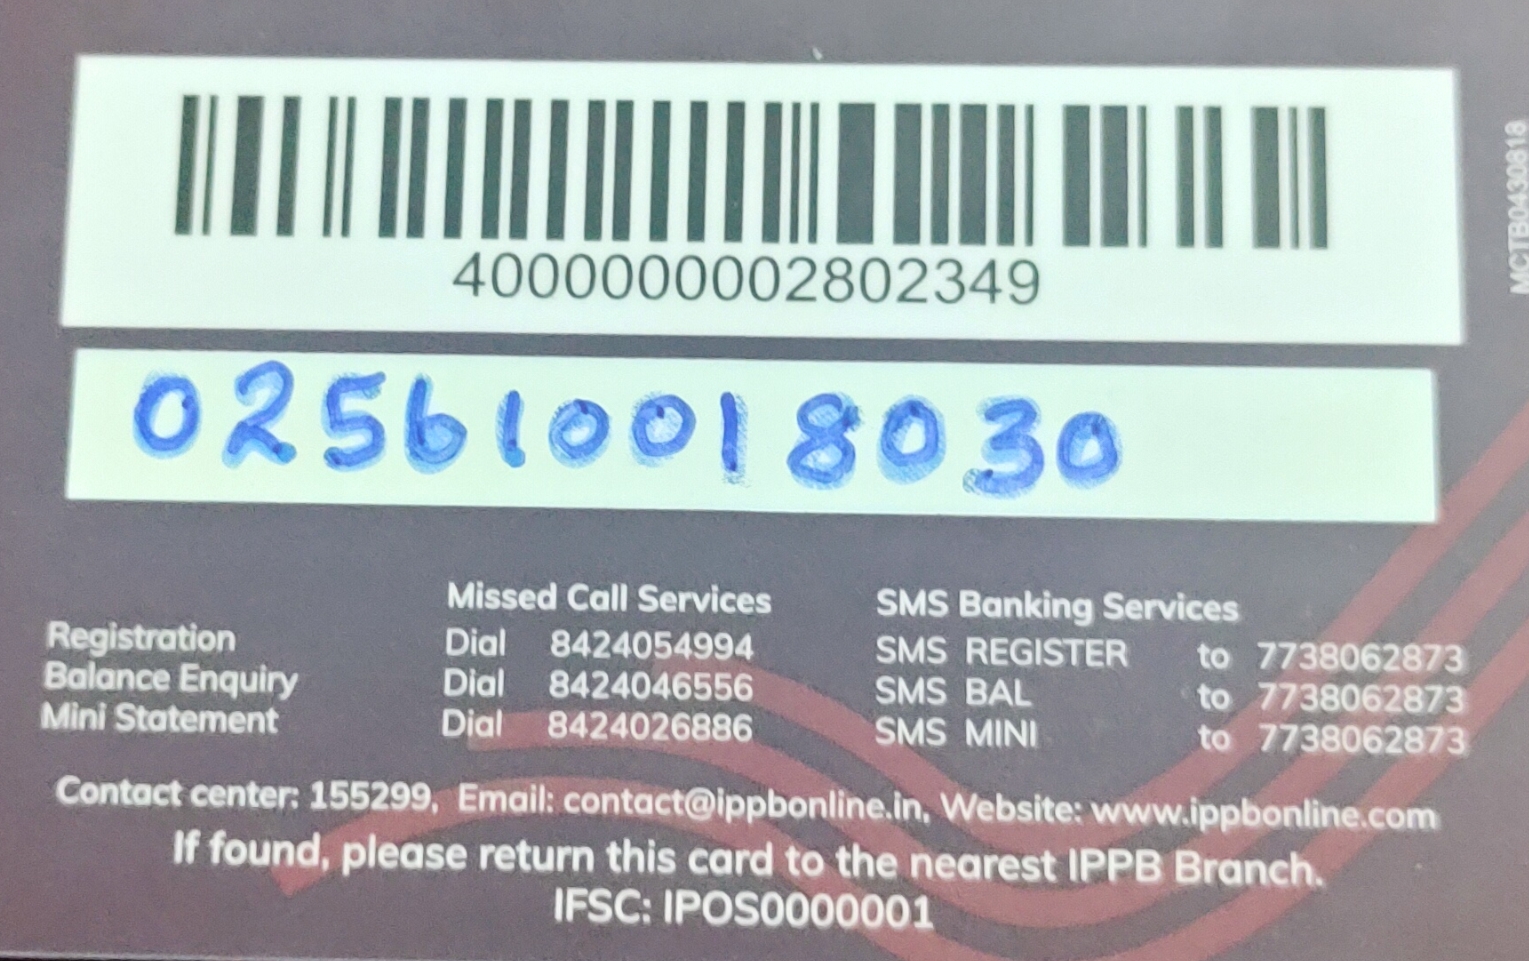 4000000002802349
025610018030
Missed Call Services SMS Banking Services
Registration Dial 8424054994 SMS REGISTER to 7738062873
Balance Enquiry Dial 8424046556 SMS BAL to 7738062873
Mini Statement Dial 8424026886 SMS MINI to 7738062873
Contact center: 155299, Email: contact@ippbonline.in, Website: www.ippbonline.com
If found, please return this card to the nearest IPPB Branch.
IFSC: IPOS0000001
MCTB0430818